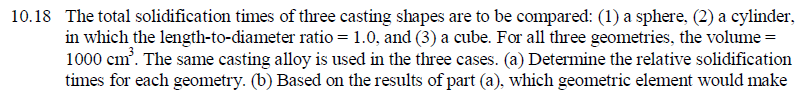 10.18 The total solidification times of three casting shapes are to be compared: (1) a sphere, (2) a cylinder,
in which the length-to-diameter ratio = 1.0, and (3) a cube. For all three geometries, the volume =
1000 cm³. The same casting alloy is used in the three cases. (a) Determine the relative solidification
times for each geometry. (b) Based on the results of part (a), which geometric element would make